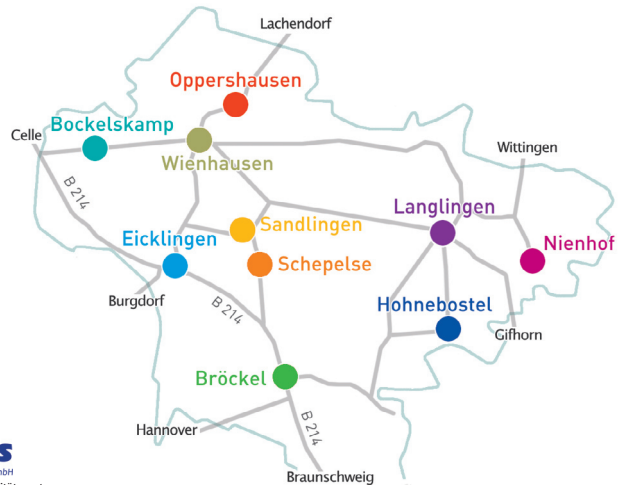 Lachendorf
Oppershausen
Bockelskamp
Celle
Wienhausen
Wittingen
B 214
Langlingen
Sandlingen
Eicklingen
Nienhof
Schepelse
Burgdorf
B 214
Hohnebostel
Gifhorn
Bröckel
Hannover
B 214
Braunschweig